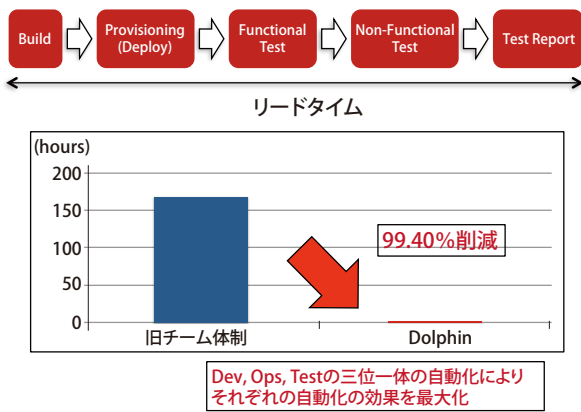 Build
Provisioning
(Deploy)
Functional
Test
Non-Functional
Test
Test Report
リードタイム
(hours)
200
150
100
50
0
99.40%削減
旧チーム体制
Dolphin
Dev, Ops, Testの三位一体の自動化により
それぞれの自動化の効果を最大化